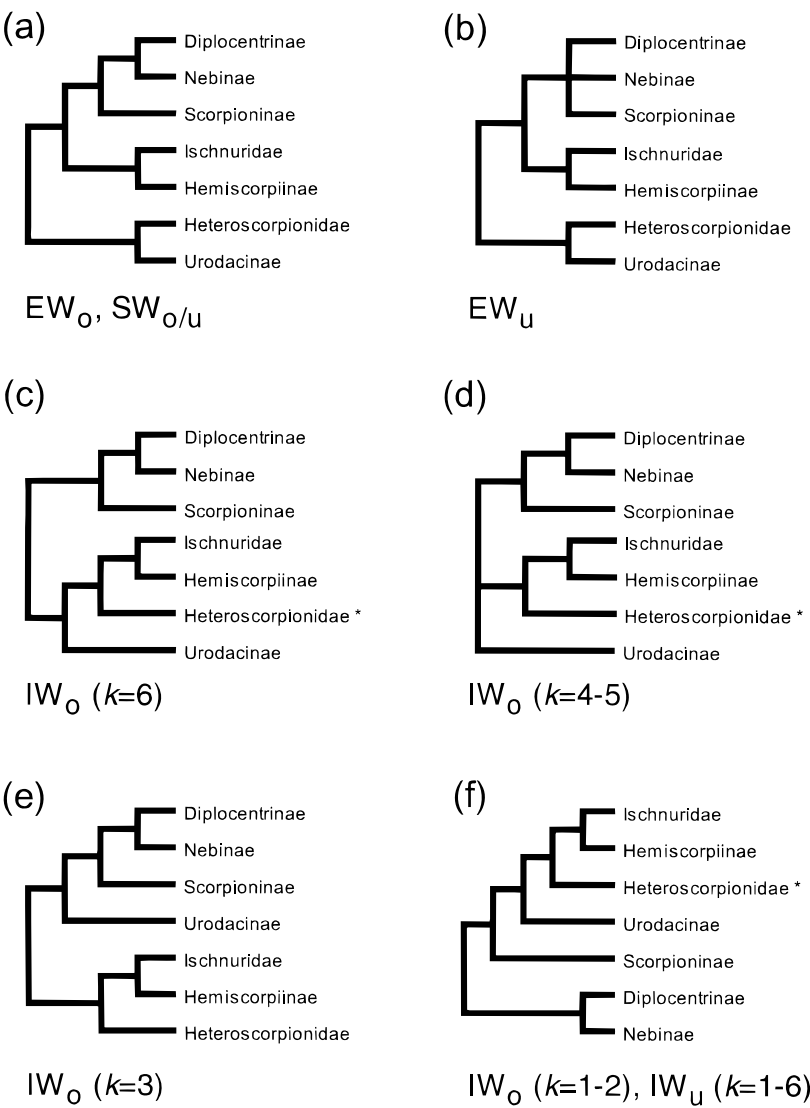 (a)
Diplocentrinae
Nebinae
Scorpioninae
Ischnuridae
Hemiscorpiinae
Heteroscorpionidae
Urodacinae
EWo, SWo/u
(b)
Diplocentrinae
Nebinae
Scorpioninae
Ischnuridae
Hemiscorpiinae
Heteroscorpionidae
Urodacinae
EWu
(c)
Diplocentrinae
Nebinae
Scorpioninae
Ischnuridae
Hemiscorpiinae
Heteroscorpionidae *
Urodacinae
IWo (k=6)
(d)
Diplocentrinae
Nebinae
Scorpioninae
Ischnuridae
Hemiscorpiinae
Heteroscorpionidae *
Urodacinae
IWo (k=4-5)
(e)
Diplocentrinae
Nebinae
Scorpioninae
Urodacinae
Ischnuridae
Hemiscorpiinae
Heteroscorpionidae
IWo (k=3)
(f)
Ischnuridae
Hemiscorpiinae
Heteroscorpionidae *
Urodacinae
Scorpioninae
Diplocentrinae
Nebinae
IWo (k=1-2), IWu (k=1-6)